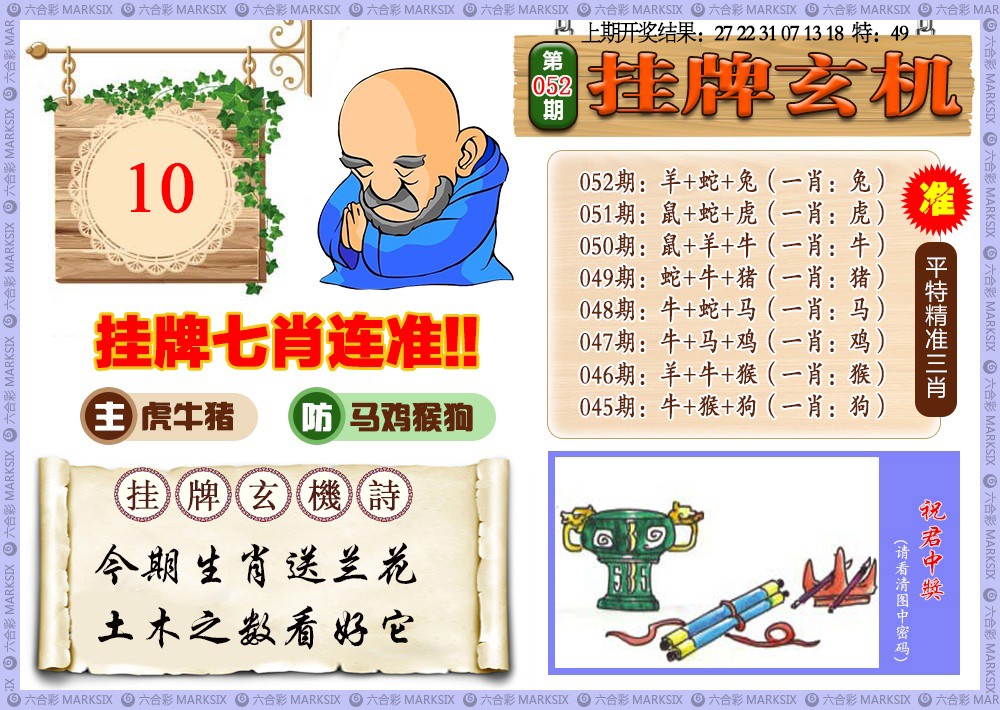 六合彩 MARKSIX
上期开奖结果：27 22 31 07 13 18 特：49
第
052
期
挂牌玄机
10
挂牌七肖连准!!
主 虎牛猪
防 马鸡猴狗
挂牌玄機詩
今期生肖送兰花
土木之数看好它
052期：羊+蛇+兔（一肖：兔）
051期：鼠+蛇+虎（一肖：虎）
050期：鼠+羊+牛（一肖：牛）
049期：蛇+牛+猪（一肖：猪）
048期：牛+蛇+马（一肖：马）
047期：牛+马+鸡（一肖：鸡）
046期：羊+牛+猴（一肖：猴）
045期：牛+猴+狗（一肖：狗）
准
平特精准三肖
祝君中奖
（请看清图中密码）